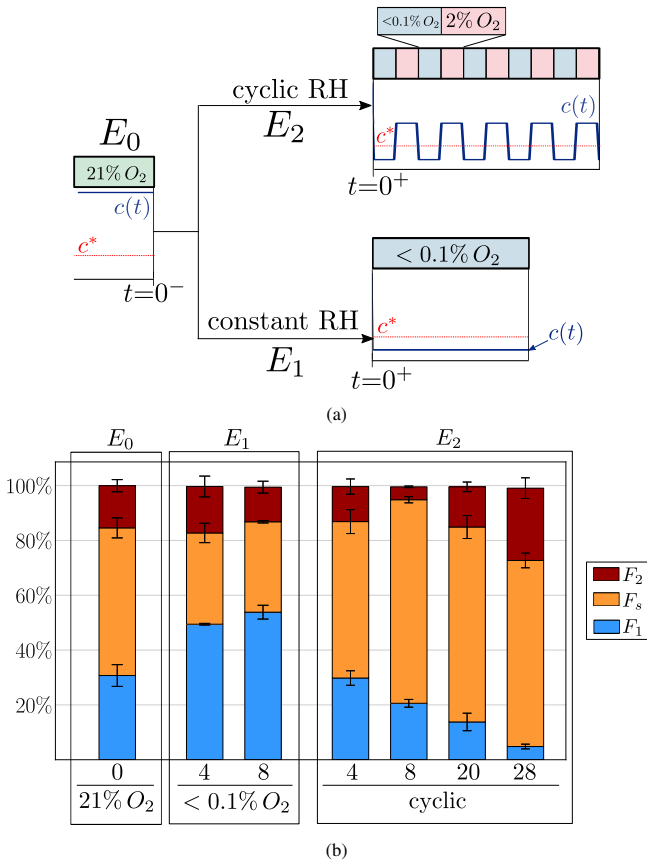 <0.1% O₂ 2% O₂
cyclic RH
E₂
c(t)
c*
t=0⁺
E₀
21% O₂
c(t)
c*
t=0⁻
< 0.1% O₂
constant RH
E₁
c*
c(t)
t=0⁺
(a)
E₀ E₁ E₂
100%
80%
60%
40%
20%
F₂
Fₛ
F₁
0 4 8 4 8 20 28
21% O₂ < 0.1% O₂ cyclic
(b)